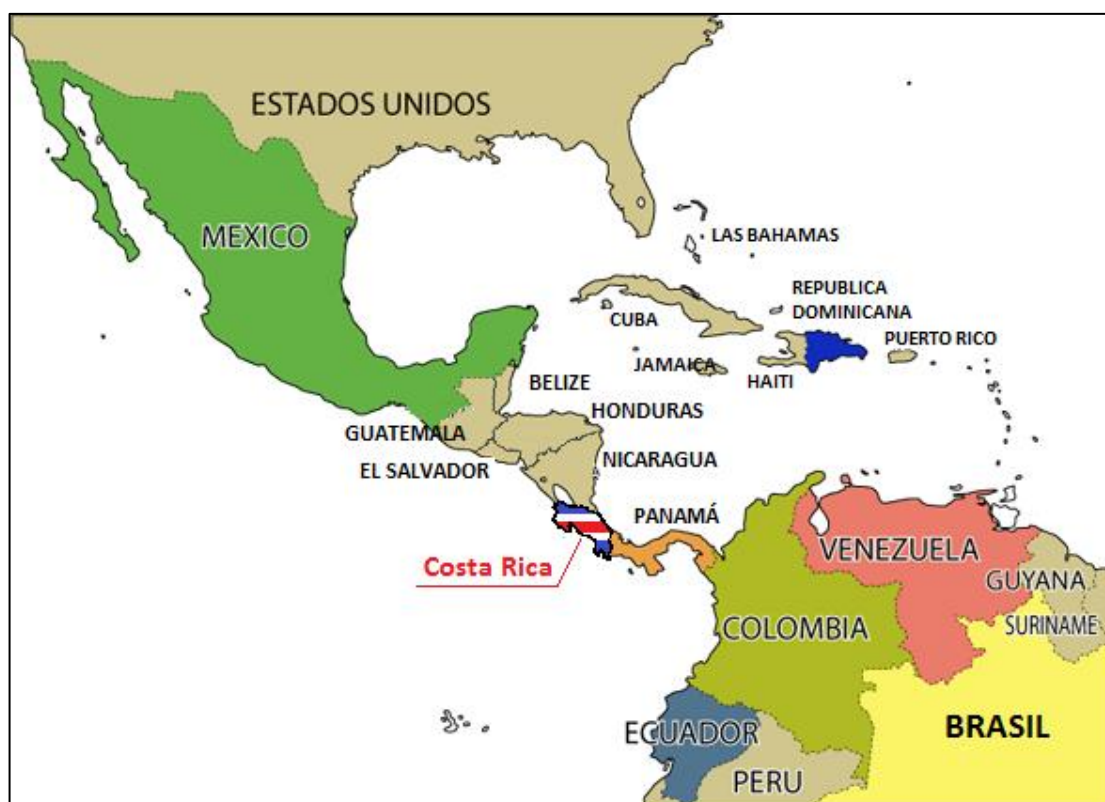 ESTADOS UNIDOS
MEXICO
LAS BAHAMAS
REPUBLICA
DOMINICANA
CUBA
PUERTO RICO
JAMAICA
HAITI
BELIZE
HONDURAS
GUATEMALA
EL SALVADOR
NICARAGUA
PANAMÁ
Costa Rica
VENEZUELA
GUYANA
SURINAME
COLOMBIA
ECUADOR
BRASIL
PERU